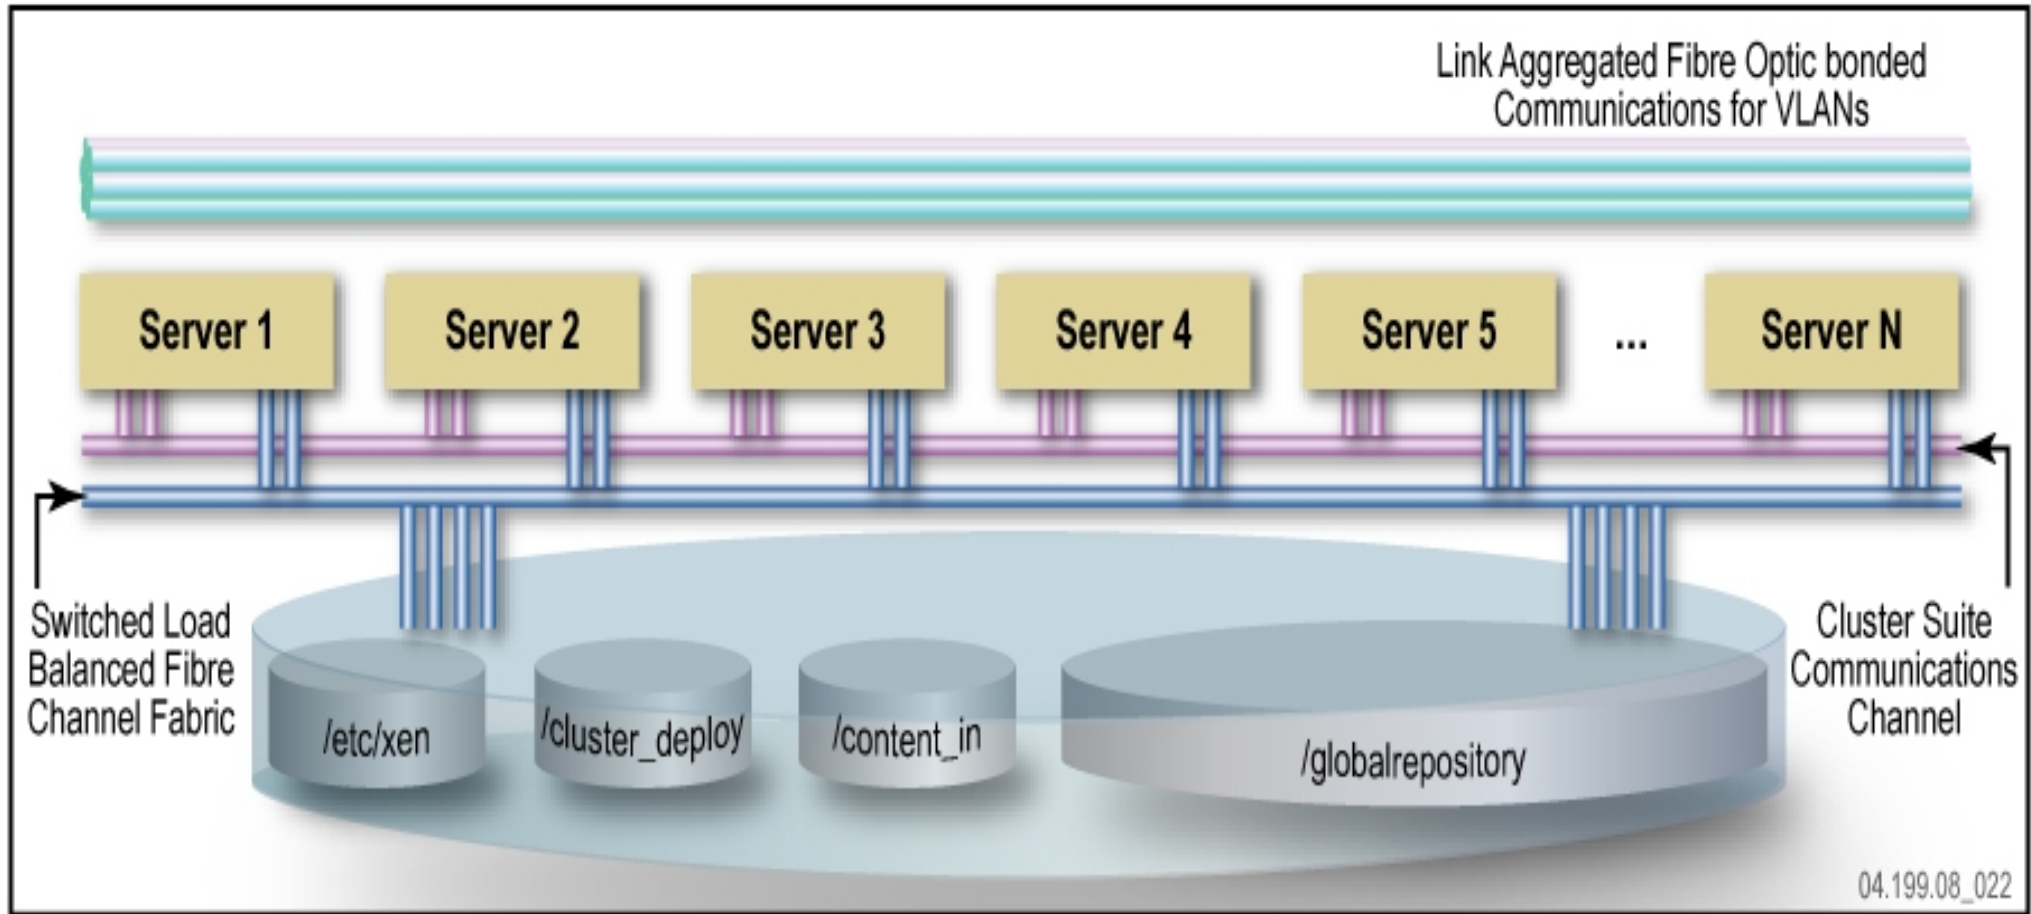 Link Aggregated Fibre Optic bonded
Communications for VLANs
Server 1
Server 2
Server 3
Server 4
Server 5
...
Server N
Switched Load
Balanced Fibre
Channel Fabric
Cluster Suite
Communications
Channel
/etc/xen
/cluster_deploy
/content_in
/globalrepository
04.199.08_022